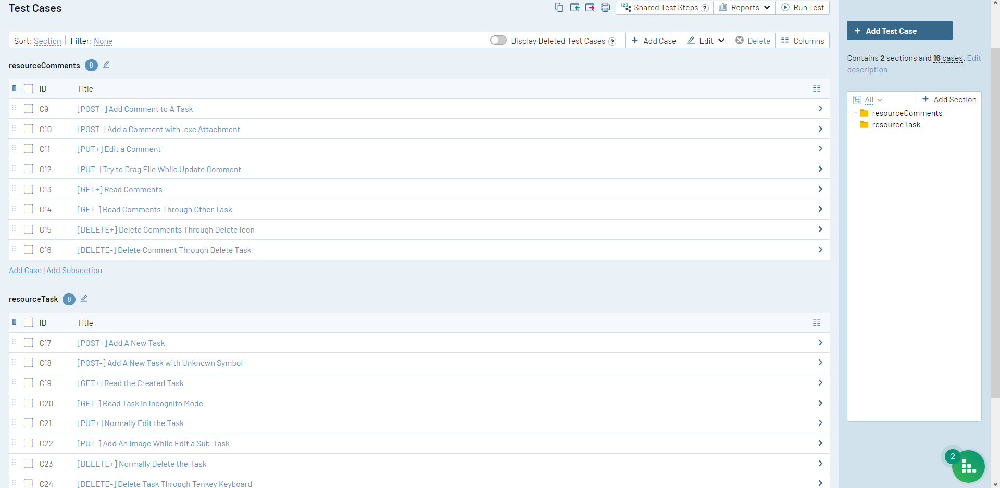 Test Cases
123 Shared Test Steps ? Reports Run Test
Sort: Section Filter: None Display Deleted Test Cases ? + Add Case Edit Delete Columns
resourceComments 8
ID Title
C9 [POST+] Add Comment to A Task
C10 [POST-] Add a Comment with .exe Attachment
C11 [PUT+] Edit a Comment
C12 [PUT-] Try to Drag File While Update Comment
C13 [GET+] Read Comments
C14 [GET-] Read Comments Through Other Task
C15 [DELETE+] Delete Comments Through Delete Icon
C16 [DELETE-] Delete Comment Through Delete Task
Add Case | Add Subsection
resourceTask 8
ID Title
C17 [POST+] Add A New Task
C18 [POST-] Add A New Task with Unknown Symbol
C19 [GET+] Read the Created Task
C20 [GET-] Read Task in Incognito Mode
C21 [PUT+] Normally Edit the Task
C22 [PUT-] Add An Image While Edit a Sub-Task
C23 [DELETE+] Normally Delete the Task
C24 [DELETE-] Delete Task Through Tenkey Keyboard
+ Add Test Case
Contains 2 sections and 16 cases. Edit
description
All + Add Section
resourceComments
resourceTask
2